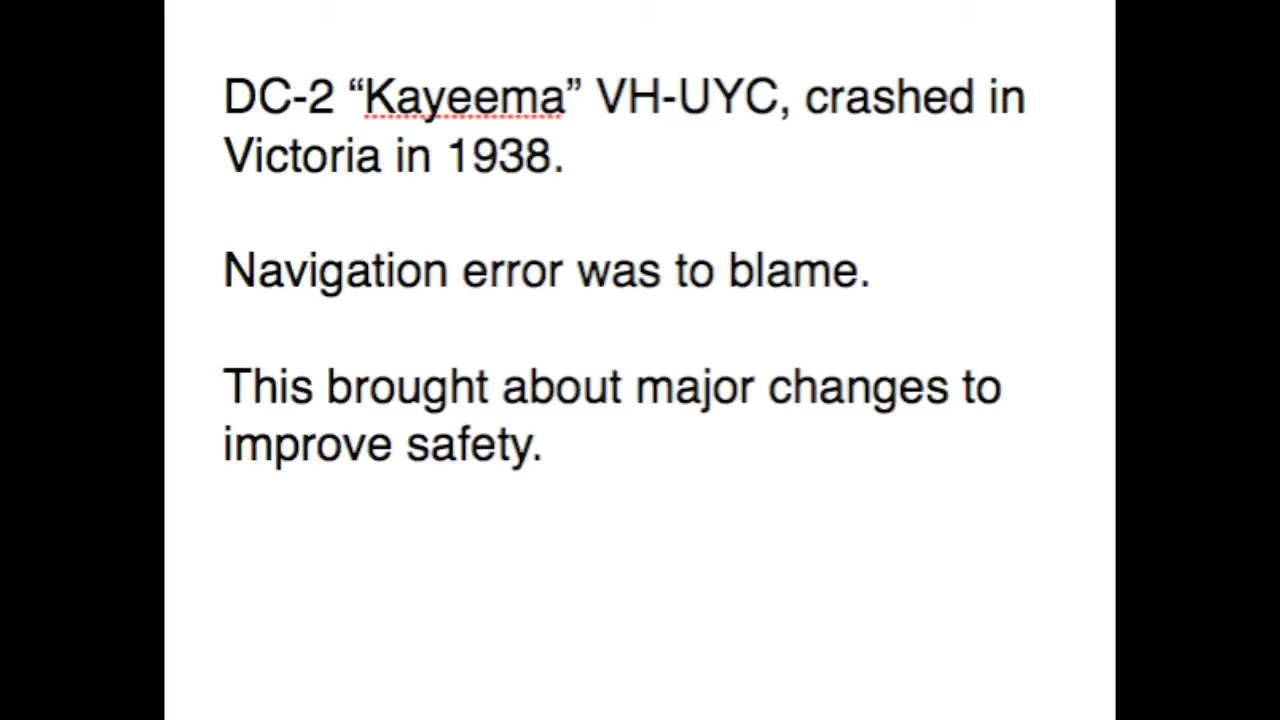 DC-2 “Kayeema” VH-UYC, crashed in
Victoria in 1938.
Navigation error was to blame.
This brought about major changes to
improve safety.